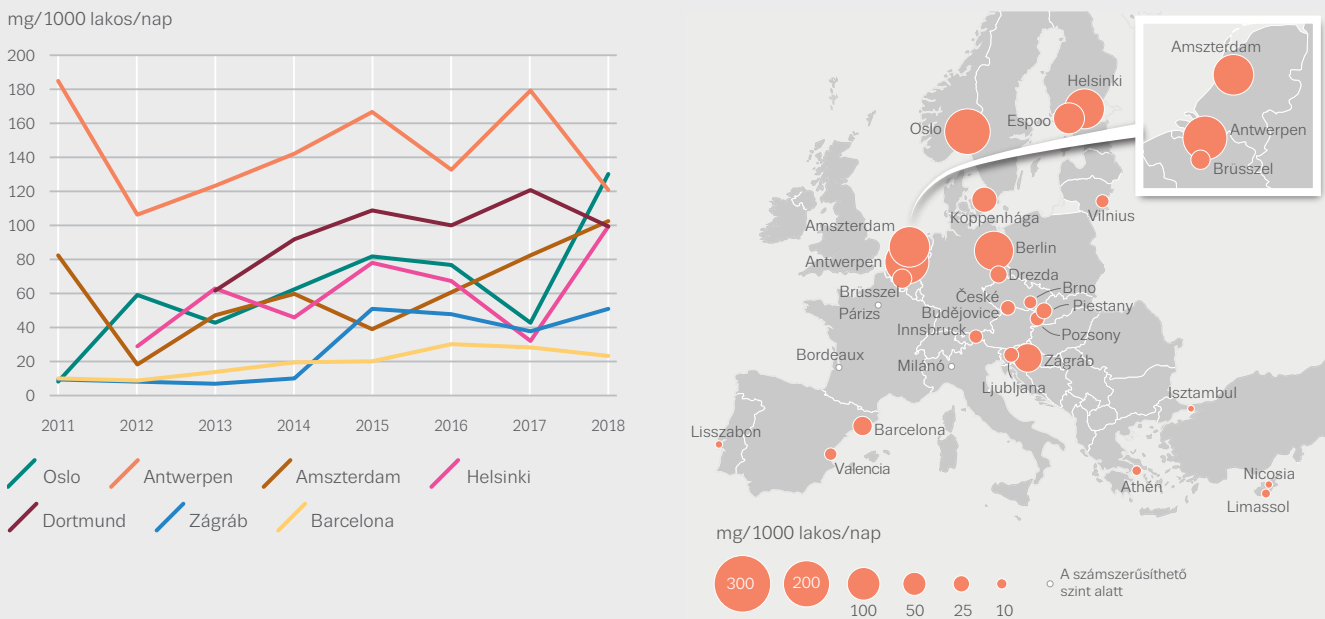 mg/1000 lakos/nap
200
180
160
140
120
100
80
60
40
20
0
2011 2012 2013 2014 2015 2016 2017 2018
Oslo Antwerpen Amszterdam Helsinki
Dortmund Zágráb Barcelona
Amszterdam
Antwerpen
Brüsszel
Helsinki
Espoo
Oslo
Koppenhága
Vilnius
Amszterdam
Antwerpen
Brüsszel
Párizs
Berlin
Drezda
České
Budějovice
Brno
Piestany
Pozsony
Innsbruck
Zágráb
Ljubljana
Milánó
Bordeaux
Lisszabon
Barcelona
Valencia
Isztambul
Athén
Nicosia
Limassol
mg/1000 lakos/nap
300 200 100 50 25 10
A számszerűsíthető
szint alatt